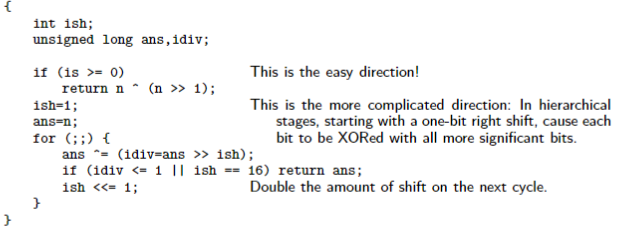 {
int ish;
unsigned long ans,idiv;
if (is >= 0) This is the easy direction!
return n ^ (n >> 1);
ish=1; This is the more complicated direction: In hierarchical
ans=n; stages, starting with a one-bit right shift, cause each
for (;;) { bit to be XORed with all more significant bits.
ans ^= (idiv=ans >> ish);
if (idiv <= 1 || ish == 16) return ans;
ish <<= 1; Double the amount of shift on the next cycle.
}
}